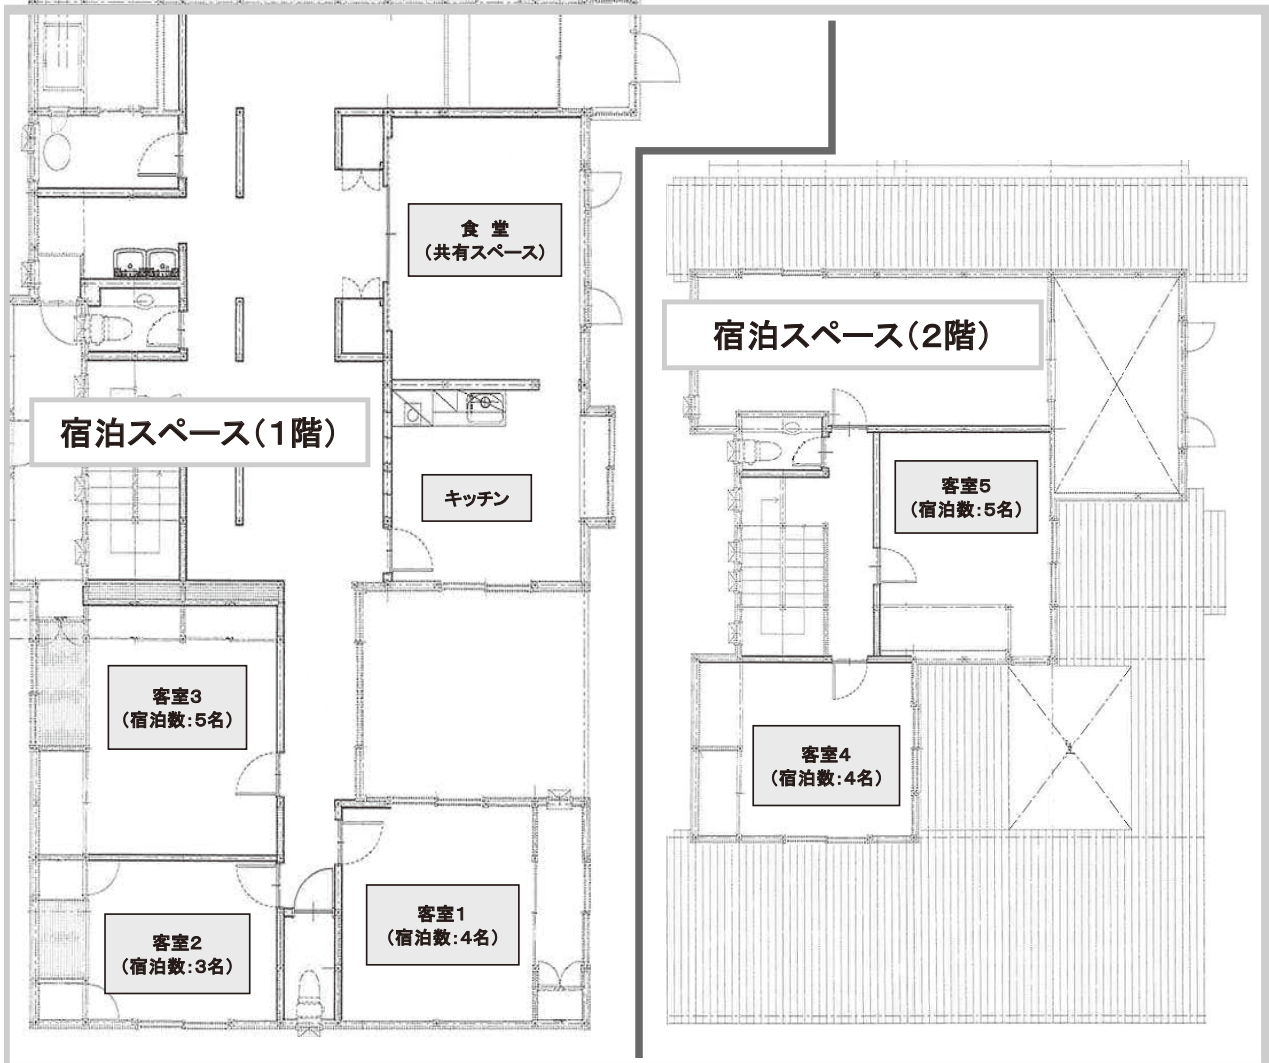 食 堂
(共有スペース)
宿泊スペース(1階)
キッチン
客室3
(宿泊数:5名)
客室2
(宿泊数:3名)
客室1
(宿泊数:4名)
宿泊スペース(2階)
客室5
(宿泊数:5名)
客室4
(宿泊数:4名)